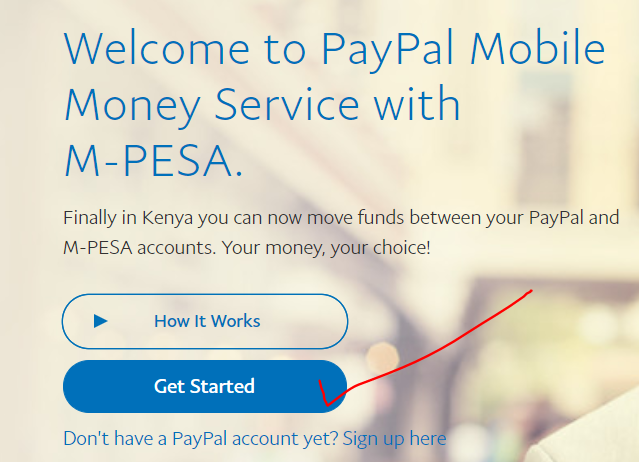 Welcome to PayPal Mobile
Money Service with
M-PESA.
Finally in Kenya you can now move funds between your PayPal and
M-PESA accounts. Your money, your choice!
How It Works
Get Started
Don't have a PayPal account yet? Sign up here